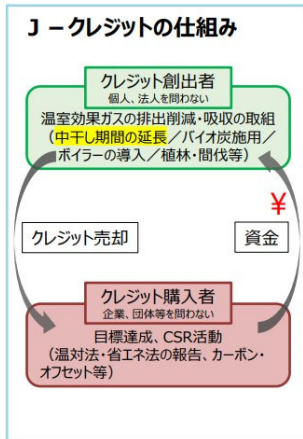 J－クレジットの仕組み
クレジット創出者
個人、法人を問わない
温室効果ガスの排出削減・吸収の取組
（中干し期間の延長／バイオ炭施用／
ボイラーの導入／植林・間伐等）
¥
クレジット売却
資金
クレジット購入者
企業、団体等を問わない
目標達成、CSR活動
（温対法・省エネ法の報告、カーボン・
オフセット等）